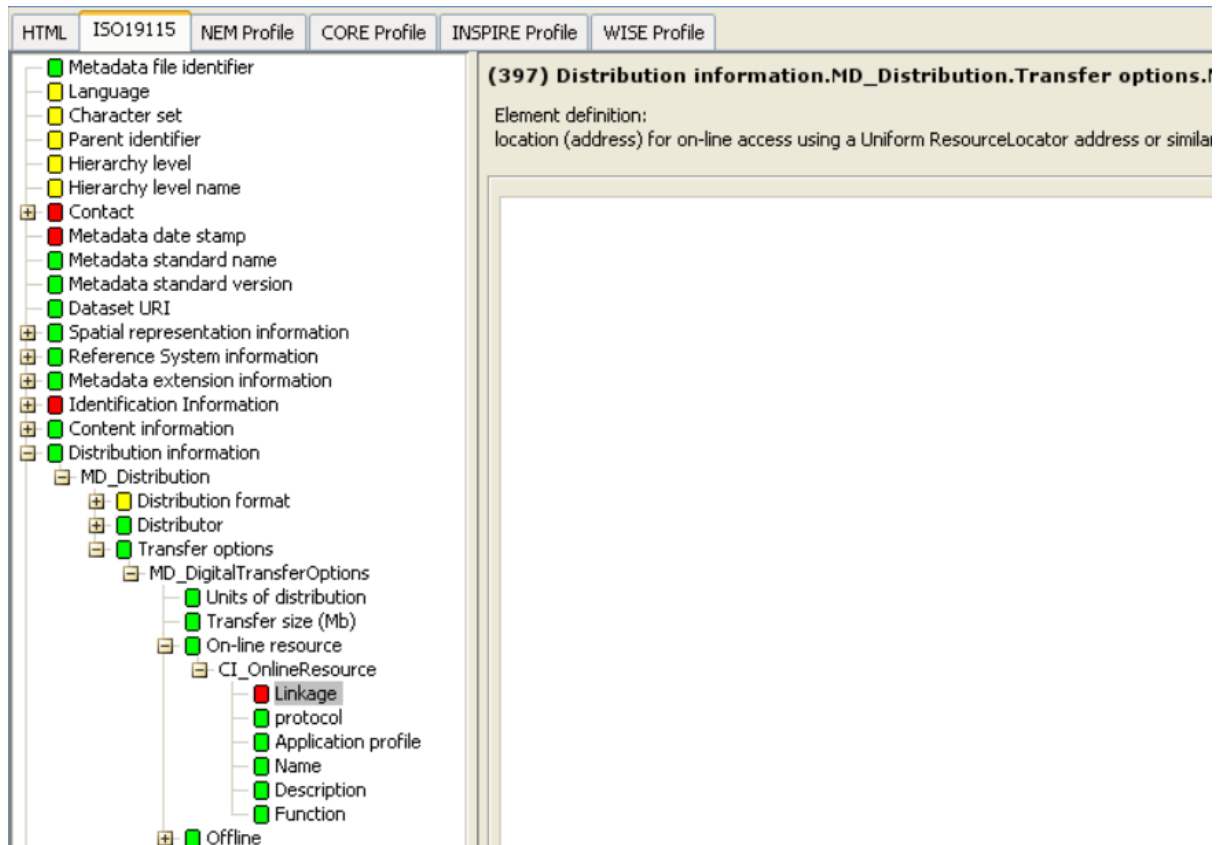 HTML ISO19115 NEM Profile CORE Profile INSPIRE Profile WISE Profile
Metadata file identifier
Language
Character set
Parent identifier
Hierarchy level
Hierarchy level name
Contact
Metadata date stamp
Metadata standard name
Metadata standard version
Dataset URI
Spatial representation information
Reference System information
Metadata extension information
Identification Information
Content information
Distribution information
MD_Distribution
Distribution format
Distributor
Transfer options
MD_DigitalTransferOptions
Units of distribution
Transfer size (Mb)
On-line resource
CI_OnlineResource
Linkage
protocol
Application profile
Name
Description
Function
Offline
(397) Distribution information.MD_Distribution.Transfer options.
Element definition:
location (address) for on-line access using a Uniform ResourceLocator address or similar